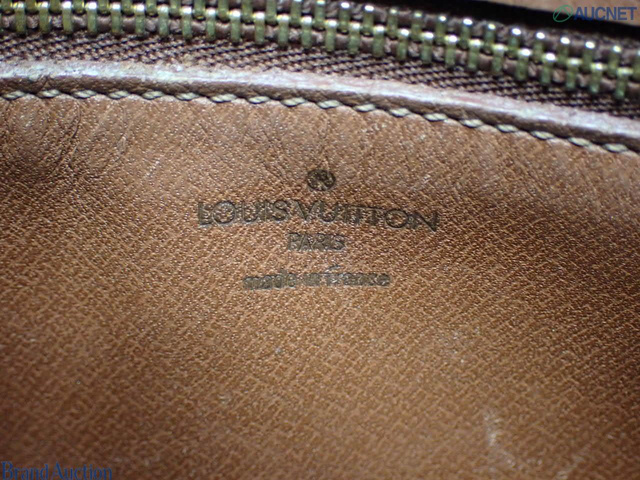 AUCNET
®
LOUIS VUITTON
PARIS
made in France
Brand Auction